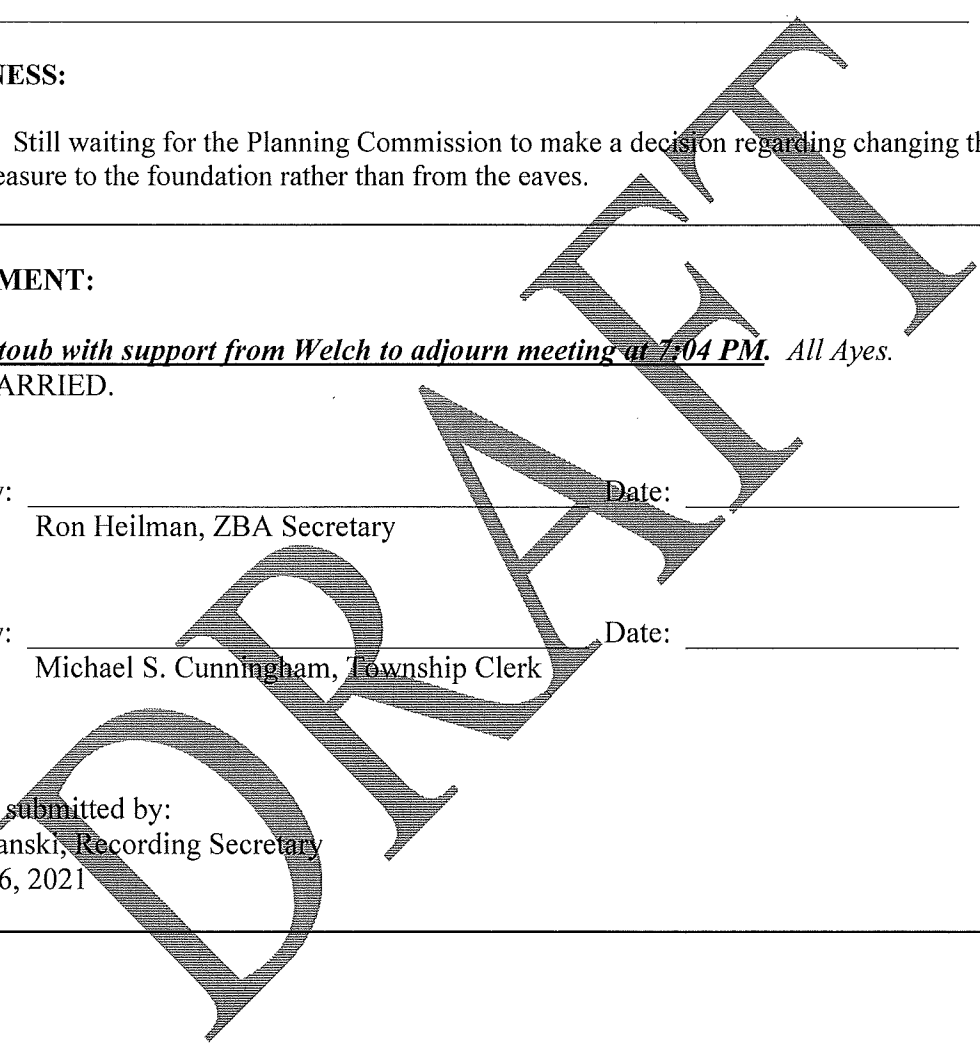 NESS:
Still waiting for the Planning Commission to make a decision regarding changing th
easure to the foundation rather than from the eaves.
MENT:
toub with support from Welch to adjourn meeting at 7:04 PM. All Ayes.
ARRIED.
y: Date:
Ron Heilman, ZBA Secretary
y: Date:
Michael S. Cunningham, Township Clerk
submitted by:
anski, Recording Secretary
6, 2021
DRAFT